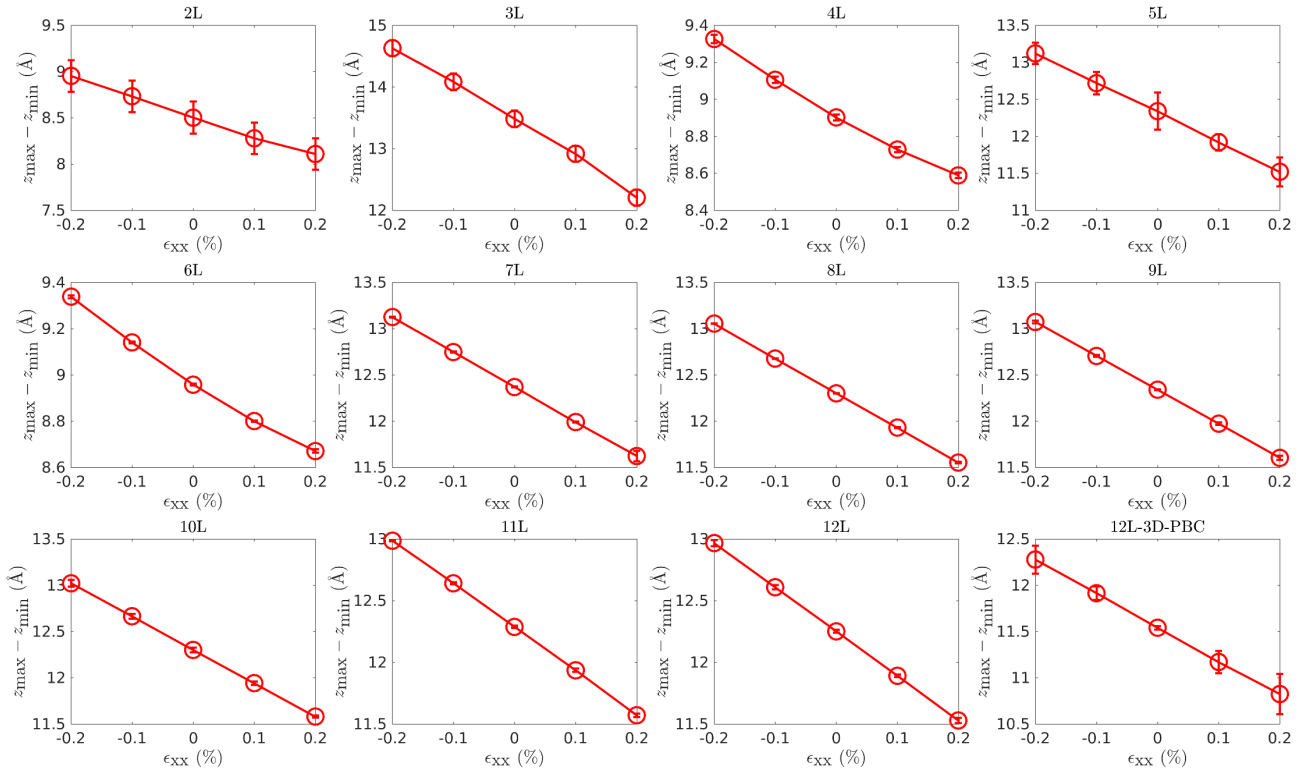 2L
z_max − z_min (Å)
9.5
9
8.5
8
7.5
-0.2 -0.1 0 0.1 0.2
ϵ_xx (%)
3L
z_max − z_min (Å)
15
14
13
12
-0.2 -0.1 0 0.1 0.2
ϵ_xx (%)
4L
z_max − z_min (Å)
9.4
9.2
9
8.8
8.6
8.4
-0.2 -0.1 0 0.1 0.2
ϵ_xx (%)
5L
z_max − z_min (Å)
13.5
13
12.5
12
11.5
11
-0.2 -0.1 0 0.1 0.2
ϵ_xx (%)
6L
z_max − z_min (Å)
9.4
9.2
9
8.8
8.6
-0.2 -0.1 0 0.1 0.2
ϵ_xx (%)
7L
z_max − z_min (Å)
13.5
13
12.5
12
11.5
-0.2 -0.1 0 0.1 0.2
ϵ_xx (%)
8L
z_max − z_min (Å)
13.5
13
12.5
12
11.5
-0.2 -0.1 0 0.1 0.2
ϵ_xx (%)
9L
z_max − z_min (Å)
13.5
13
12.5
12
11.5
-0.2 -0.1 0 0.1 0.2
ϵ_xx (%)
10L
z_max − z_min (Å)
13.5
13
12.5
12
11.5
-0.2 -0.1 0 0.1 0.2
ϵ_xx (%)
11L
z_max − z_min (Å)
13
12.5
12
11.5
-0.2 -0.1 0 0.1 0.2
ϵ_xx (%)
12L
z_max − z_min (Å)
13
12.5
12
11.5
-0.2 -0.1 0 0.1 0.2
ϵ_xx (%)
12L-3D-PBC
z_max − z_min (Å)
12.5
12
11.5
11
10.5
-0.2 -0.1 0 0.1 0.2
ϵ_xx (%)